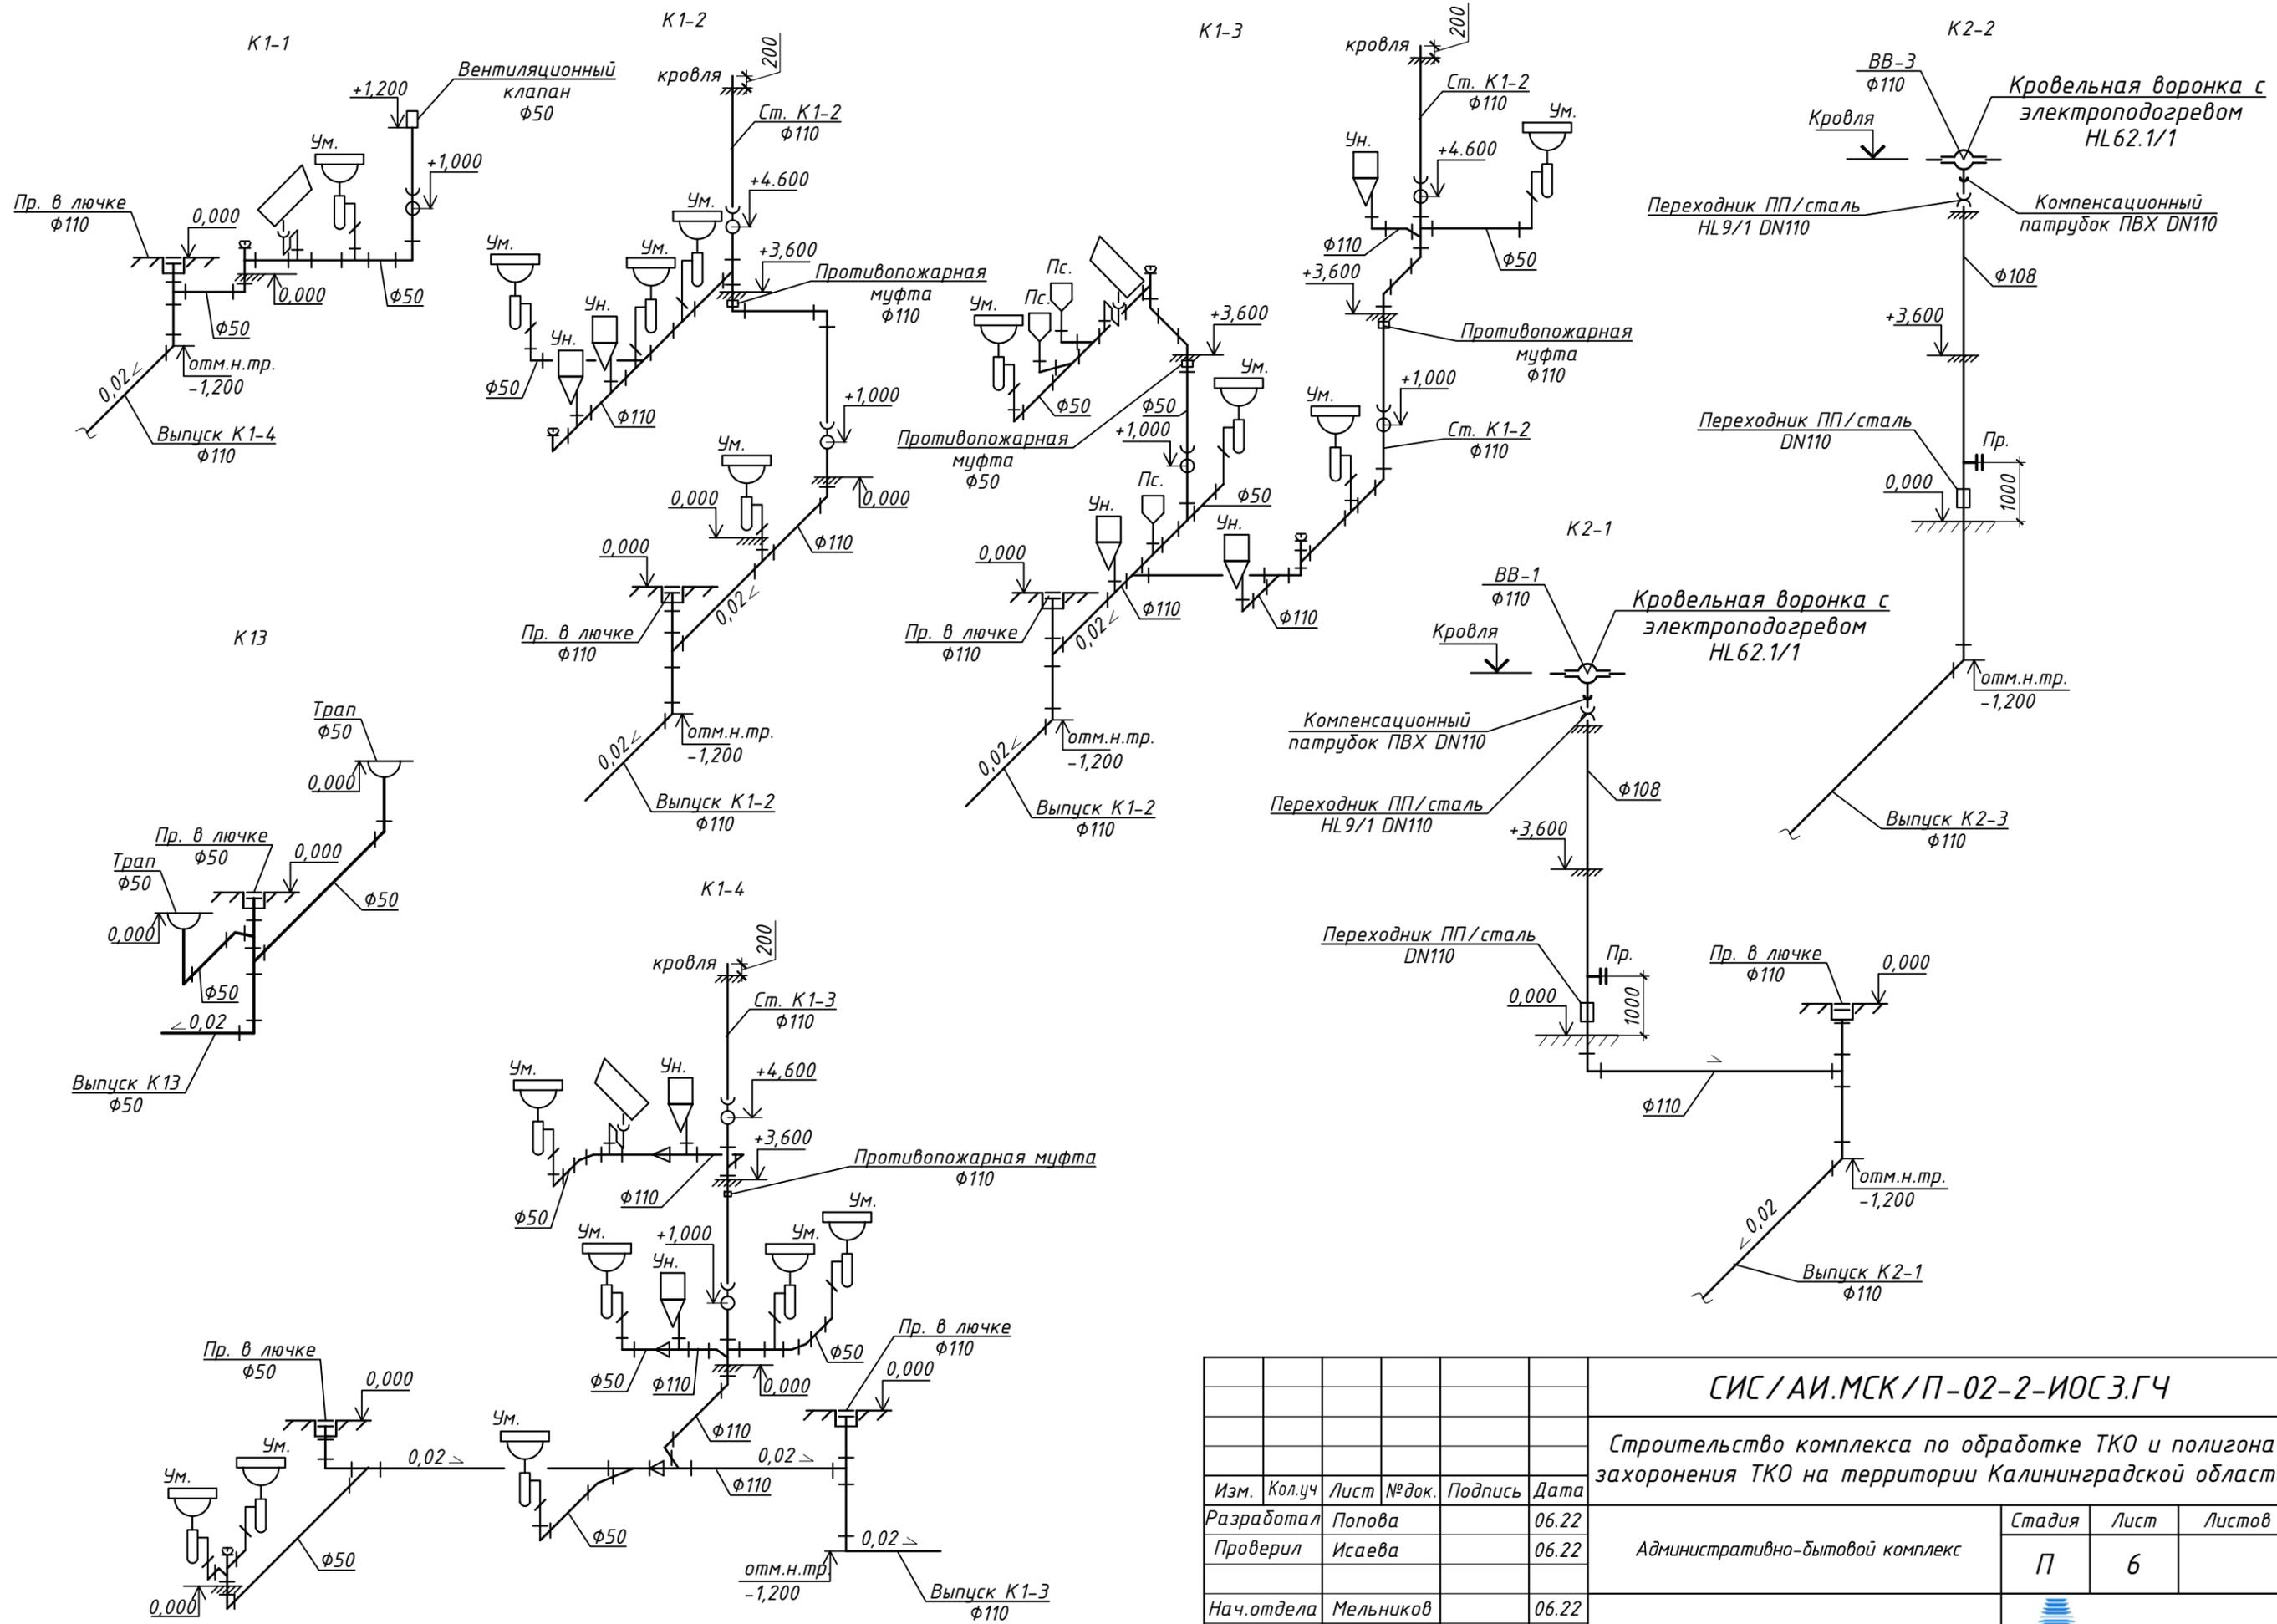 К1-1
+1,200
Вентиляционный
клапан
ф50
Ум.
+1,000
Пр. в лючке
ф110
0,000
0,000
ф50
ф50
отм.н.тр.
-1,200
0,02
Выпуск К1-4
ф110
К1-2
200
кровля
Ст. К1-2
ф110
+4.600
Ум.
Ум.
Ум.
+3,600
Противопожарная
муфта
ф110
Ун.
Ун.
ф50
ф110
+1,000
Ум.
0,000
0,000
0,000
ф110
0,02
Пр. в лючке
ф110
отм.н.тр.
-1,200
0,02
Выпуск К1-2
ф110
К1-3
200
кровля
Ст. К1-2
ф110
Ум.
Ун.
+4.600
ф110
ф50
+3,600
Пс.
Пс.
Ум.
+3,600
Противопожарная
муфта
ф110
Ум.
Ум.
+1,000
ф50
ф50
+1,000
Противопожарная
муфта
ф50
Ст. К1-2
ф110
Пс.
ф50
Ун.
Ун.
0,000
ф110
ф110
0,02
Пр. в лючке
ф110
отм.н.тр.
-1,200
0,02
Выпуск К1-2
ф110
К2-2
ВВ-3
ф110
Кровельная воронка с
электроподогревом
HL62.1/1
Кровля
Переходник ПП/сталь
HL9/1 DN110
Компенсационный
патрубок ПВХ DN110
ф108
+3,600
Переходник ПП/сталь
DN110
Пр.
0,000
1000
отм.н.тр.
-1,200
Выпуск К2-3
ф110
К2-1
ВВ-1
ф110
Кровельная воронка с
электроподогревом
HL62.1/1
Кровля
Компенсационный
патрубок ПВХ DN110
ф108
Переходник ПП/сталь
HL9/1 DN110
+3,600
Переходник ПП/сталь
DN110
Пр.
0,000
1000
Пр. в лючке
ф110
0,000
ф110
отм.н.тр.
-1,200
0,02
Выпуск К2-1
ф110
К13
Трап
ф50
0,000
Пр. в лючке
ф50
0,000
Трап
ф50
0,000
ф50
ф50
0,02
Выпуск К13
ф50
К1-4
200
кровля
Ст. К1-3
ф110
Ум.
Ун.
+4,600
+3,600
Противопожарная муфта
ф110
ф110
ф50
Ум.
Ун.
+1,000
Ум.
Ум.
ф50
ф110
0,000
ф50
Пр. в лючке
ф110
0,000
Пр. в лючке
ф50
0,000
Ум.
Ум.
0,02
Ум.
ф110
0,02
ф110
ф50
ф50
0,000
отм.н.тр.
-1,200
0,02
Выпуск К1-3
ф110
СИС/АИ.МСК/П-02-2-ИОС3.ГЧ
Строительство комплекса по обработке ТКО и полигона
захоронения ТКО на территории Калининградской област
Изм. Кол.уч Лист №док. Подпись Дата
Разработал Попова 06.22
Проверил Исаева 06.22
Нач.отдела Мельников 06.22
Административно-бытовой комплекс
Стадия Лист Листов
П 6